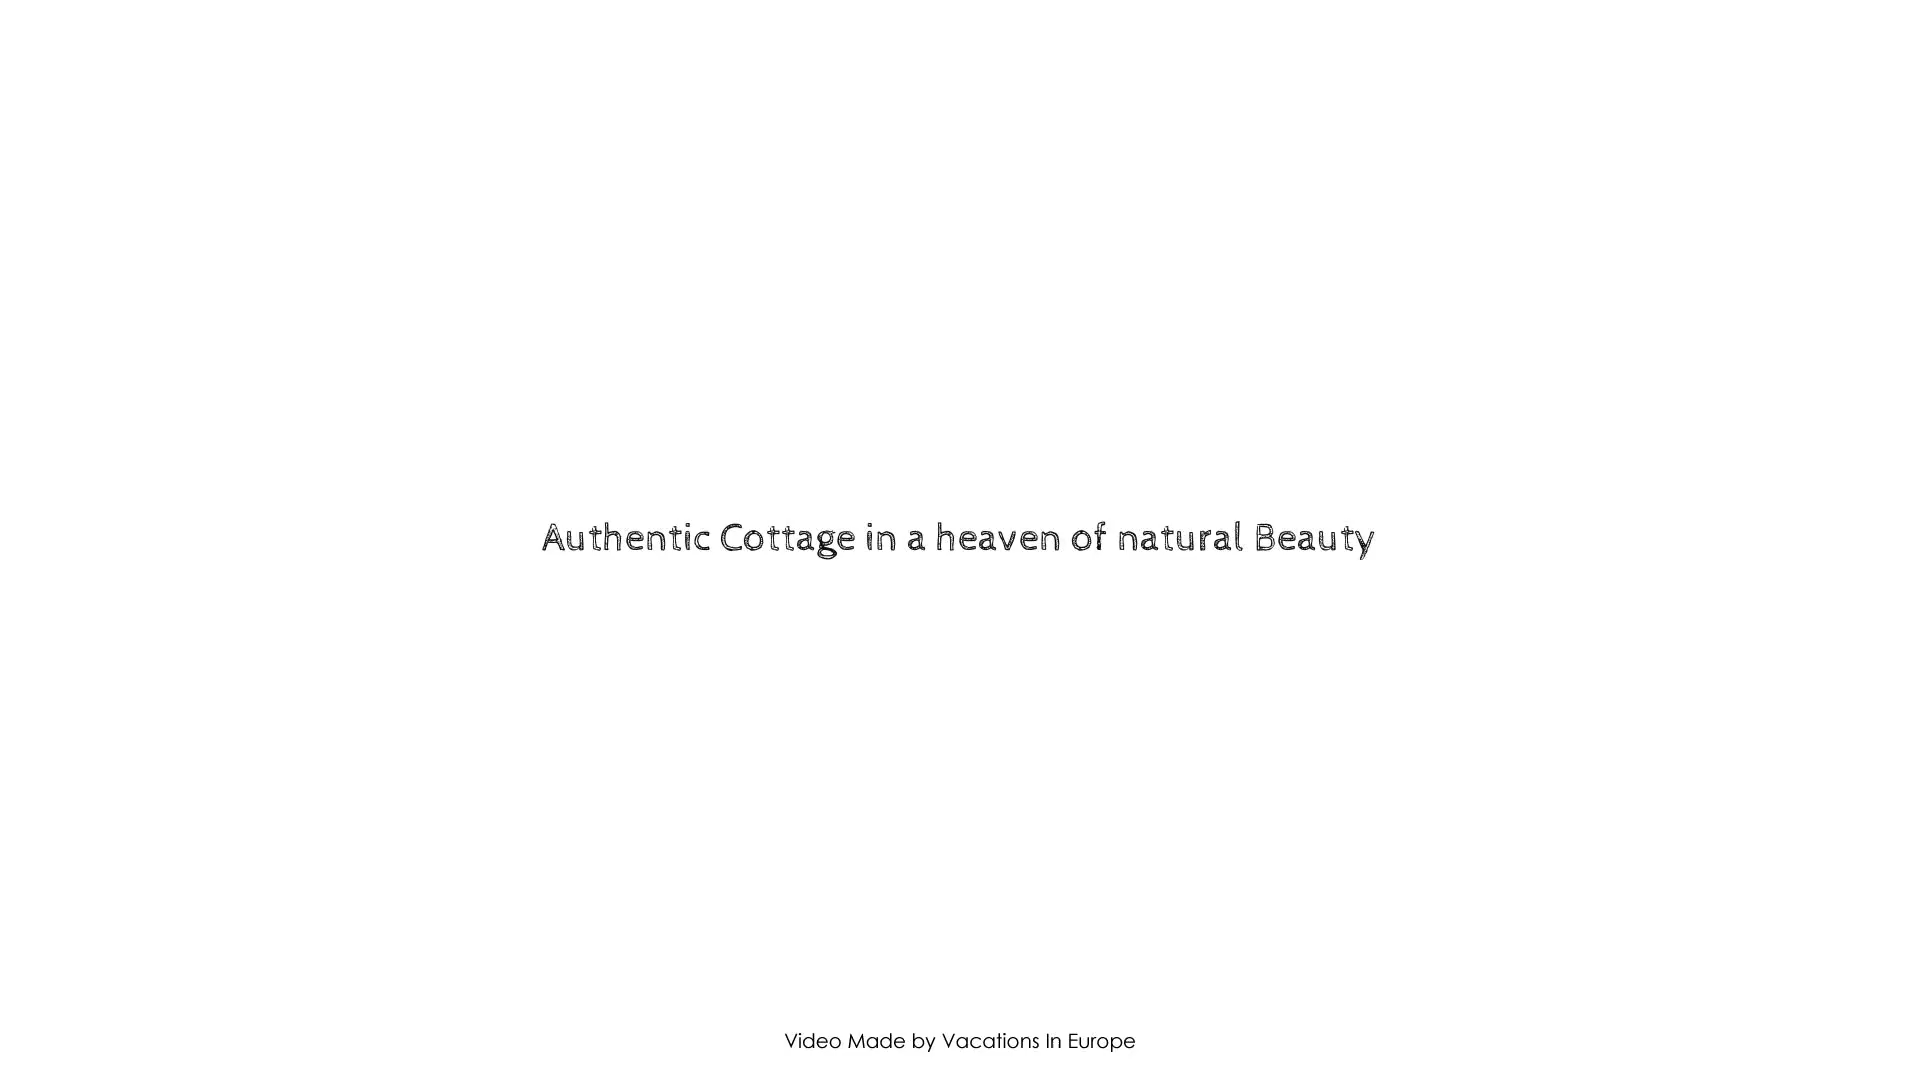 Authentic Cottage in a heaven of natural Beauty
Video Made by Vacations In Europe